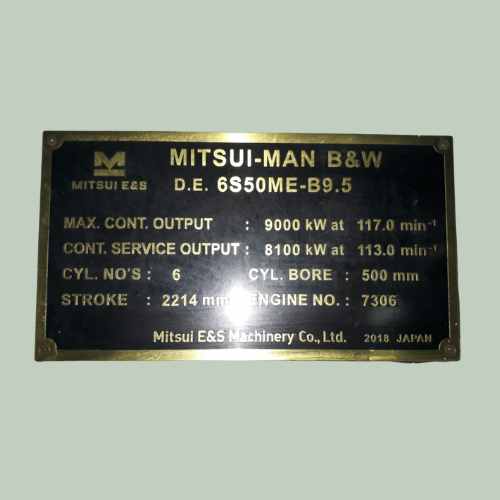 MITSUI-MAN B&W
MITSUI E&S D.E. 6S50ME-B9.5
MAX. CONT. OUTPUT : 9000 kW at 117.0 min⁻¹
CONT. SERVICE OUTPUT : 8100 kW at 113.0 min⁻¹
CYL. NO'S : 6 CYL. BORE : 500 mm
STROKE : 2214 mm ENGINE NO. : 7306
Mitsui E&S Machinery Co., Ltd. 2018 JAPAN